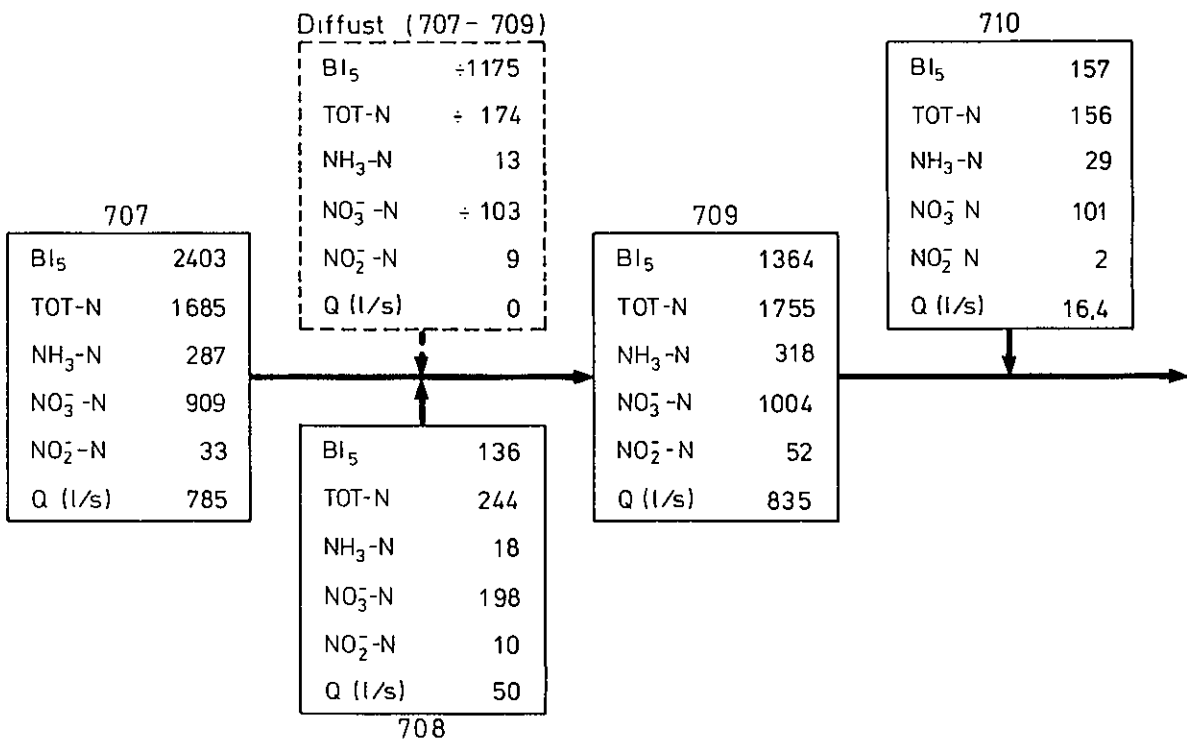 Diffust (707 - 709)
BI₅ ÷1175
TOT-N ÷ 174
NH₃-N 13
NO₃⁻-N ÷ 103
NO₂⁻-N 9
Q (l/s) 0
710
BI₅ 157
TOT-N 156
NH₃-N 29
NO₃⁻ N 101
NO₂⁻ N 2
Q (l/s) 16,4
707
BI₅ 2403
TOT-N 1685
NH₃-N 287
NO₃⁻-N 909
NO₂⁻-N 33
Q (l/s) 785
709
BI₅ 1364
TOT-N 1755
NH₃-N 318
NO₃⁻-N 1004
NO₂⁻-N 52
Q (l/s) 835
BI₅ 136
TOT-N 244
NH₃-N 18
NO₃⁻-N 198
NO₂⁻-N 10
Q (l/s) 50
708